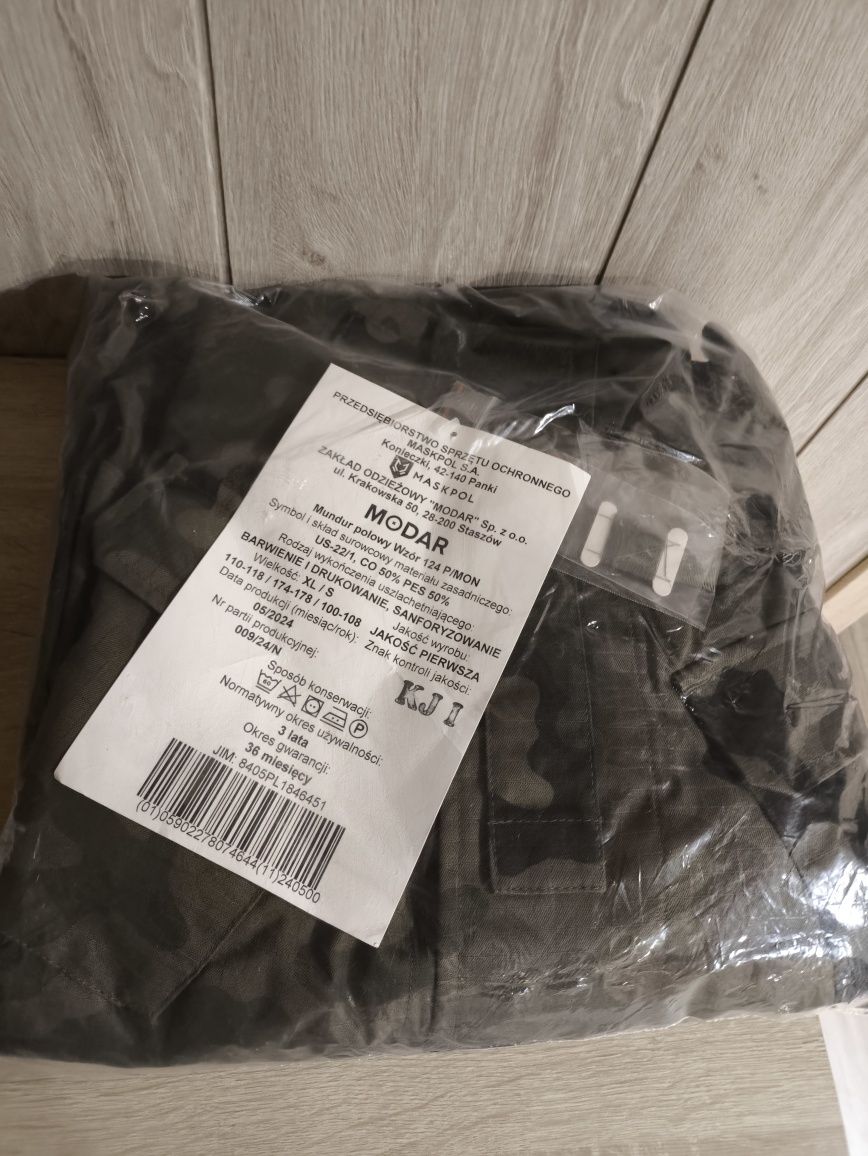 PRZEDSIĘBIORSTWO SPRZĘTU OCHRONNEGO
MASKPOL S.A.
Konieczki, 42-140 Panki
MASKPOL
ZAKŁAD ODZIEŻOWY "MODAR" Sp. z o.o.
ul. Krakowska 50, 28-200 Staszów
MODAR
Mundur polowy Wzór 124 P/MON
Symbol i skład surowcowy materiału zasadniczego:
US-22/1, CO 50% PES 50%
Rodzaj wykończenia uszlachetniającego:
BARWIENIE I DRUKOWANIE, SANFORYZOWANIE
Wielkość: XL / S
Jakość wyrobu:
110-118 / 174-178 / 100-108
JAKOŚĆ PIERWSZA
Data produkcji (miesiąc/rok):
Znak kontroli jakości:
05/2024
KJ I
Nr partii produkcyjnej:
009/24/N
Sposób konserwacji:
60
P
Normatywny okres używalności:
3 lata
Okres gwarancji:
36 miesięcy
JIM: 8405PL1846451
(01)05902278074644(11)240500